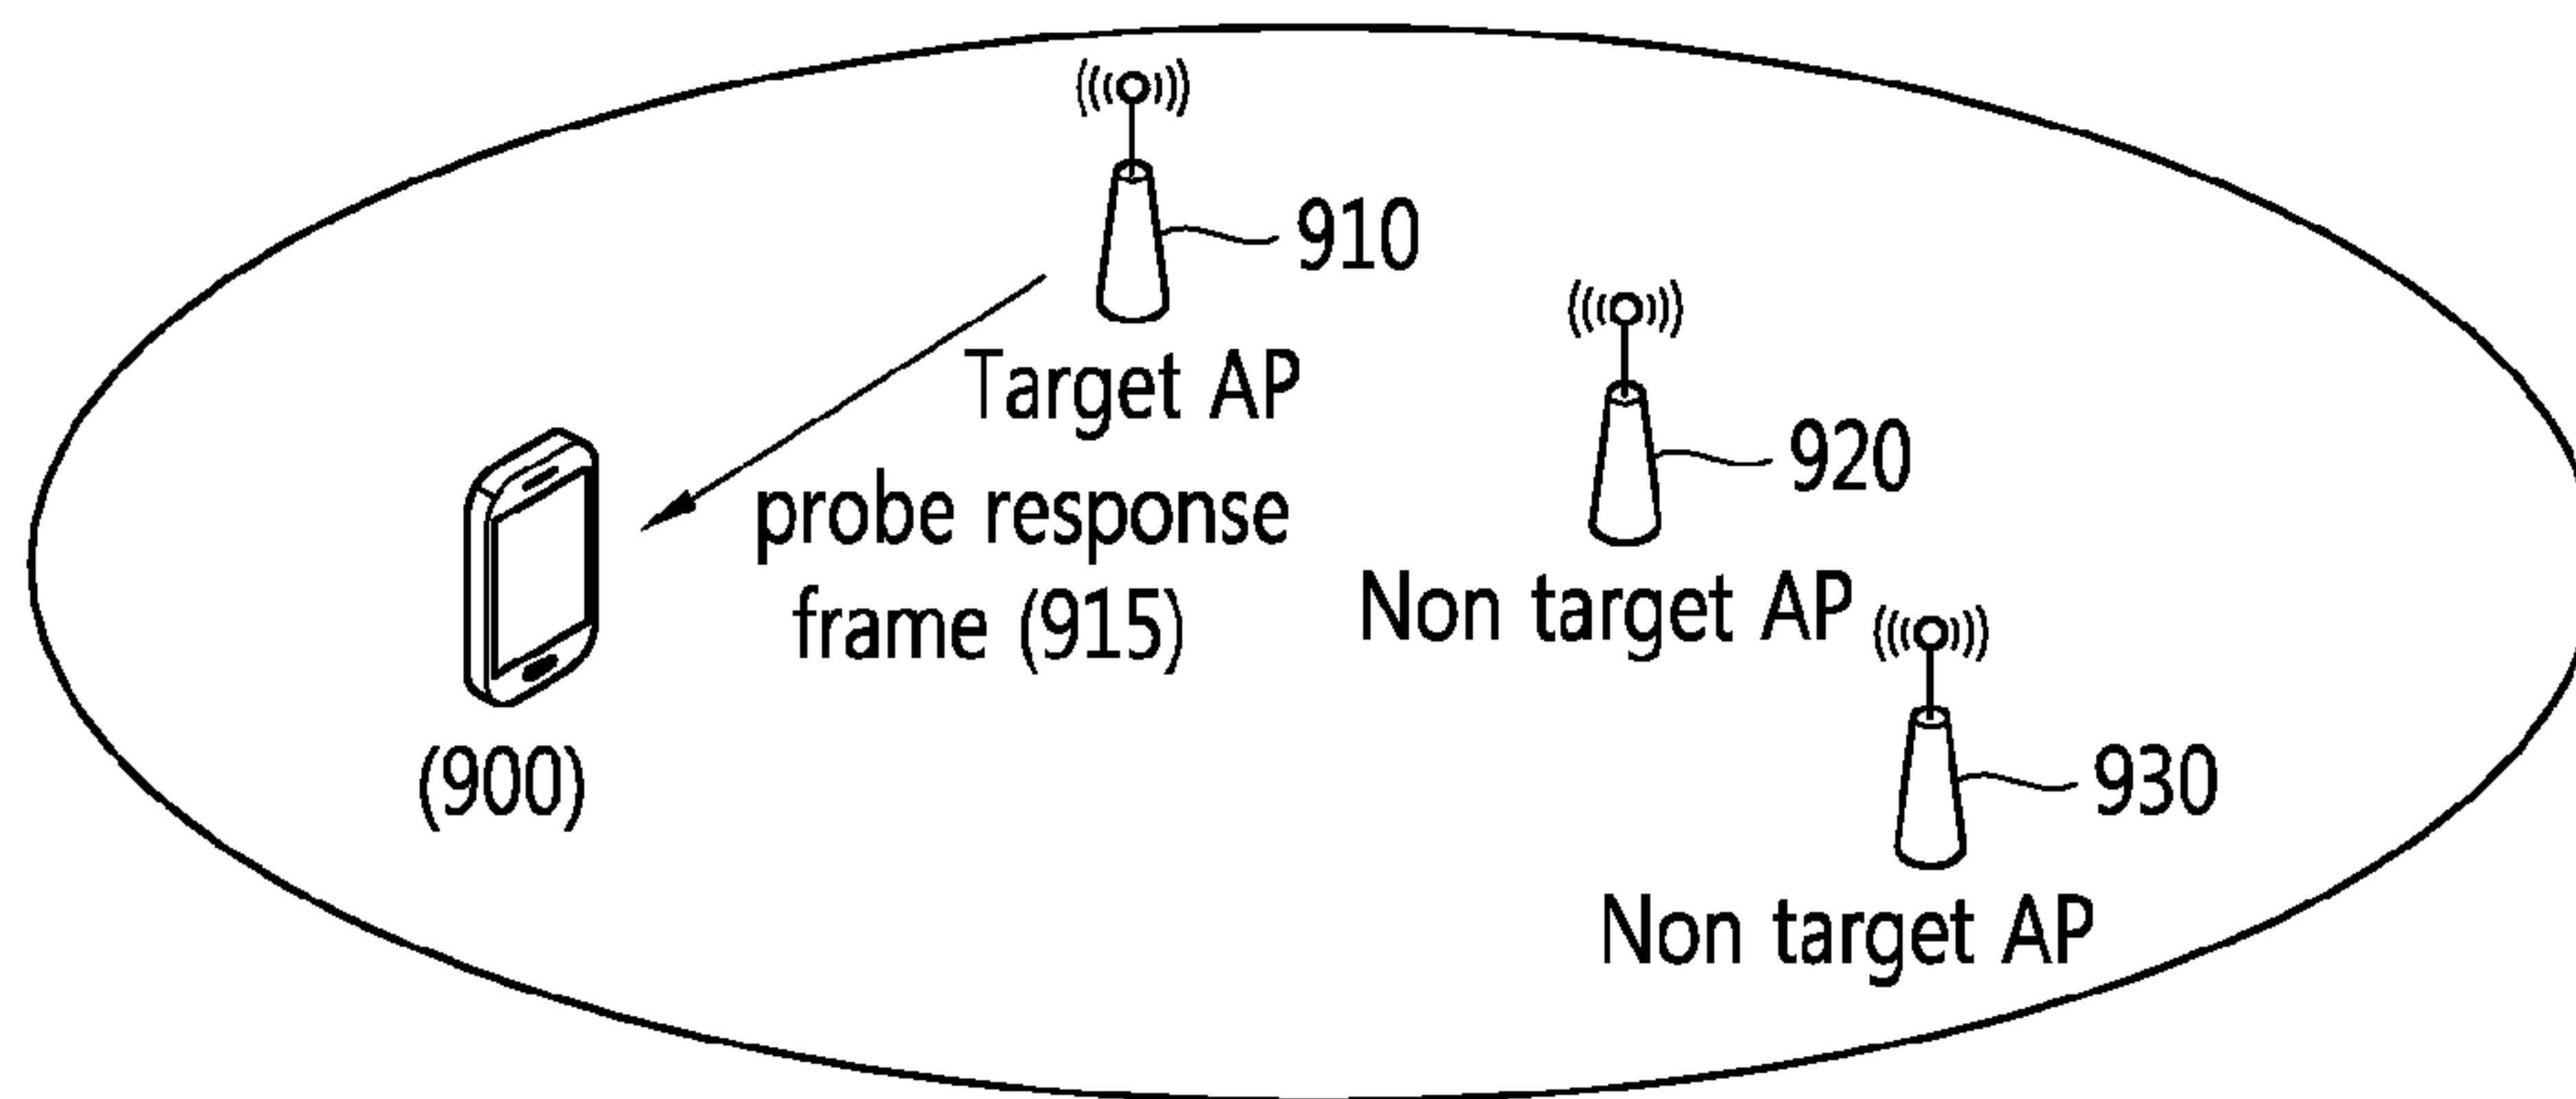 910
Target AP
920
probe response
frame (915)
Non target AP
(900)
930
Non target AP